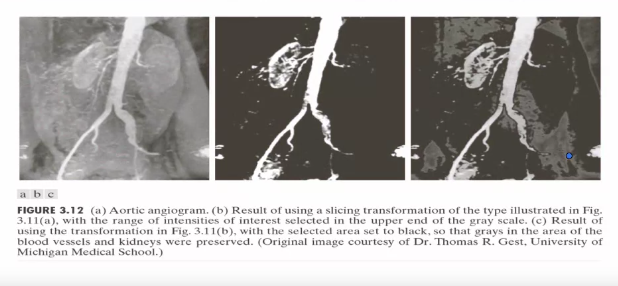 a b c
FIGURE 3.12 (a) Aortic angiogram. (b) Result of using a slicing transformation of the type illustrated in Fig.
3.11(a), with the range of intensities of interest selected in the upper end of the gray scale. (c) Result of
using the transformation in Fig. 3.11(b), with the selected area set to black, so that grays in the area of the
blood vessels and kidneys were preserved. (Original image courtesy of Dr. Thomas R. Gest, University of
Michigan Medical School.)